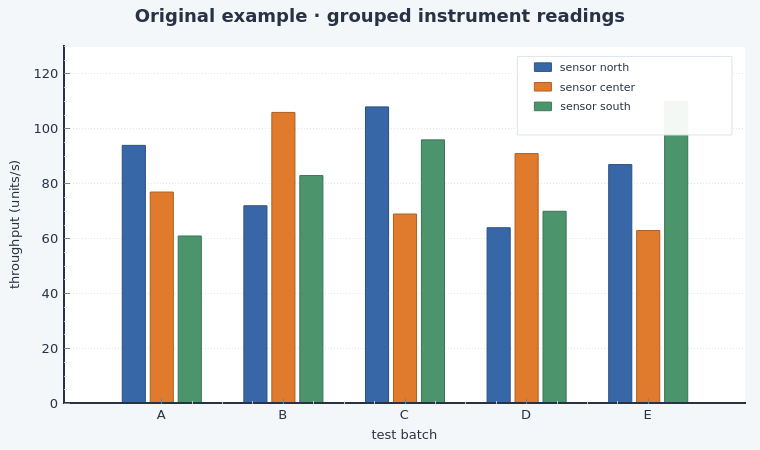 Original example · grouped instrument readings
sensor north
sensor center
sensor south
throughput (units/s)
120
100
80
60
40
20
0
A B C D E
test batch